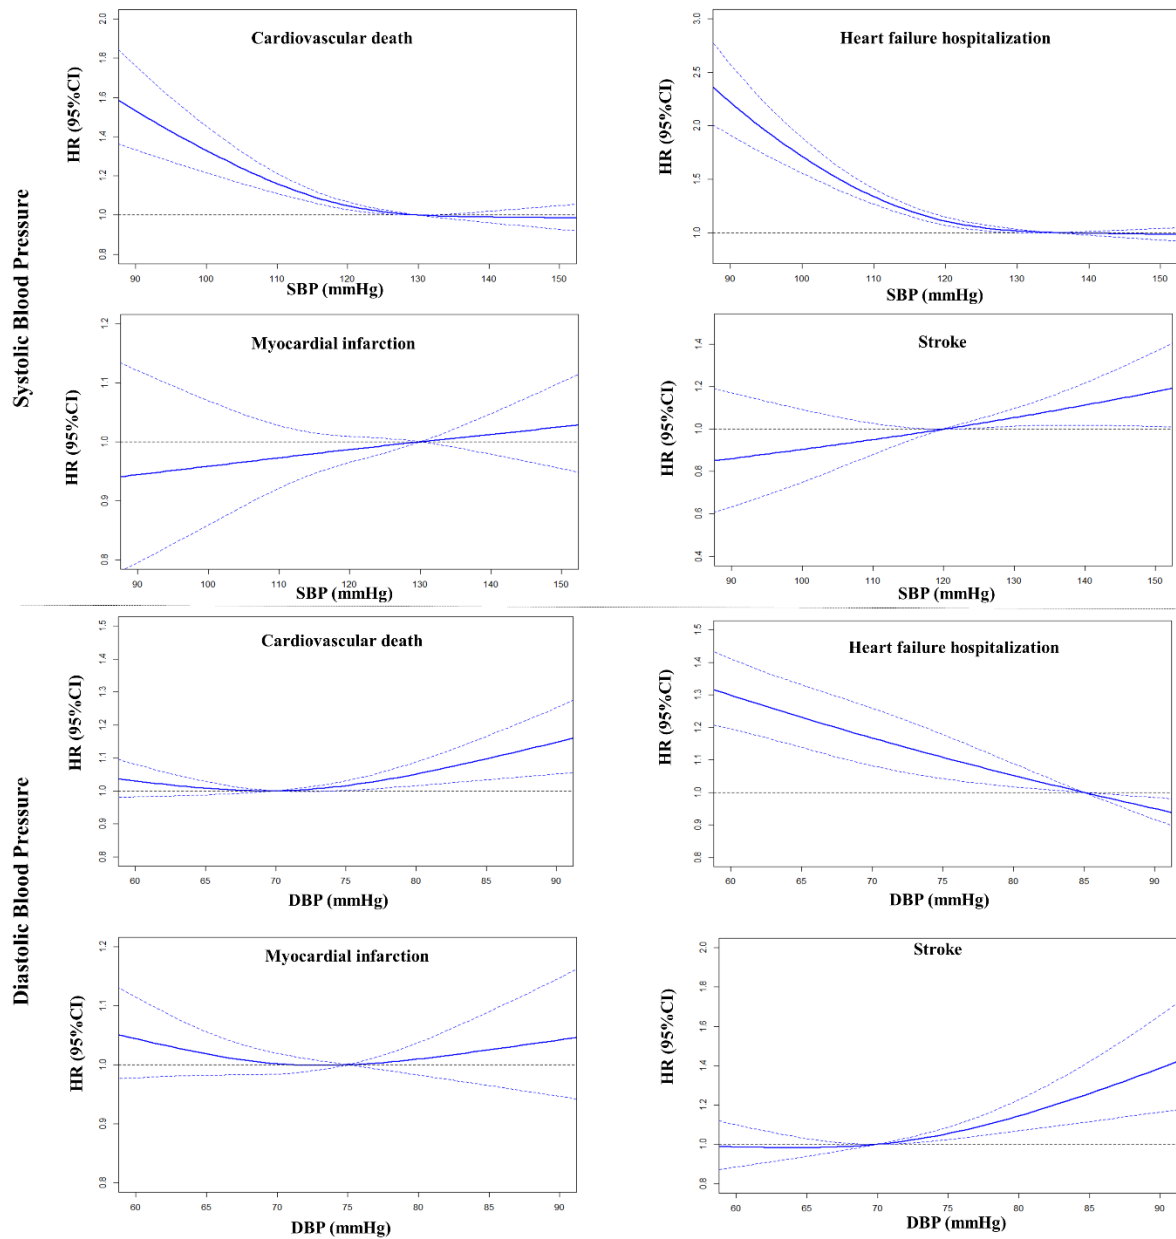 Systolic Blood Pressure
Cardiovascular death
HR (95%CI)
2.0
1.8
1.6
1.4
1.2
1.0
0.8
90 100 110 120 130 140 150
SBP (mmHg)
Heart failure hospitalization
HR (95%CI)
3.0
2.5
2.0
1.5
1.0
90 100 110 120 130 140 150
SBP (mmHg)
Myocardial infarction
HR (95%CI)
1.2
1.1
1.0
0.9
0.8
90 100 110 120 130 140 150
SBP (mmHg)
Stroke
HR (95%CI)
1.4
1.2
1.0
0.8
0.6
0.4
90 100 110 120 130 140 150
SBP (mmHg)
Diastolic Blood Pressure
Cardiovascular death
HR (95%CI)
1.5
1.4
1.3
1.2
1.1
1.0
0.9
0.8
60 65 70 75 80 85 90
DBP (mmHg)
Heart failure hospitalization
HR (95%CI)
1.5
1.4
1.3
1.2
1.1
1.0
0.9
0.8
60 65 70 75 80 85 90
DBP (mmHg)
Myocardial infarction
HR (95%CI)
1.2
1.1
1.0
0.9
0.8
60 65 70 75 80 85 90
DBP (mmHg)
Stroke
HR (95%CI)
2.0
1.8
1.6
1.4
1.2
1.0
0.8
60 65 70 75 80 85 90
DBP (mmHg)